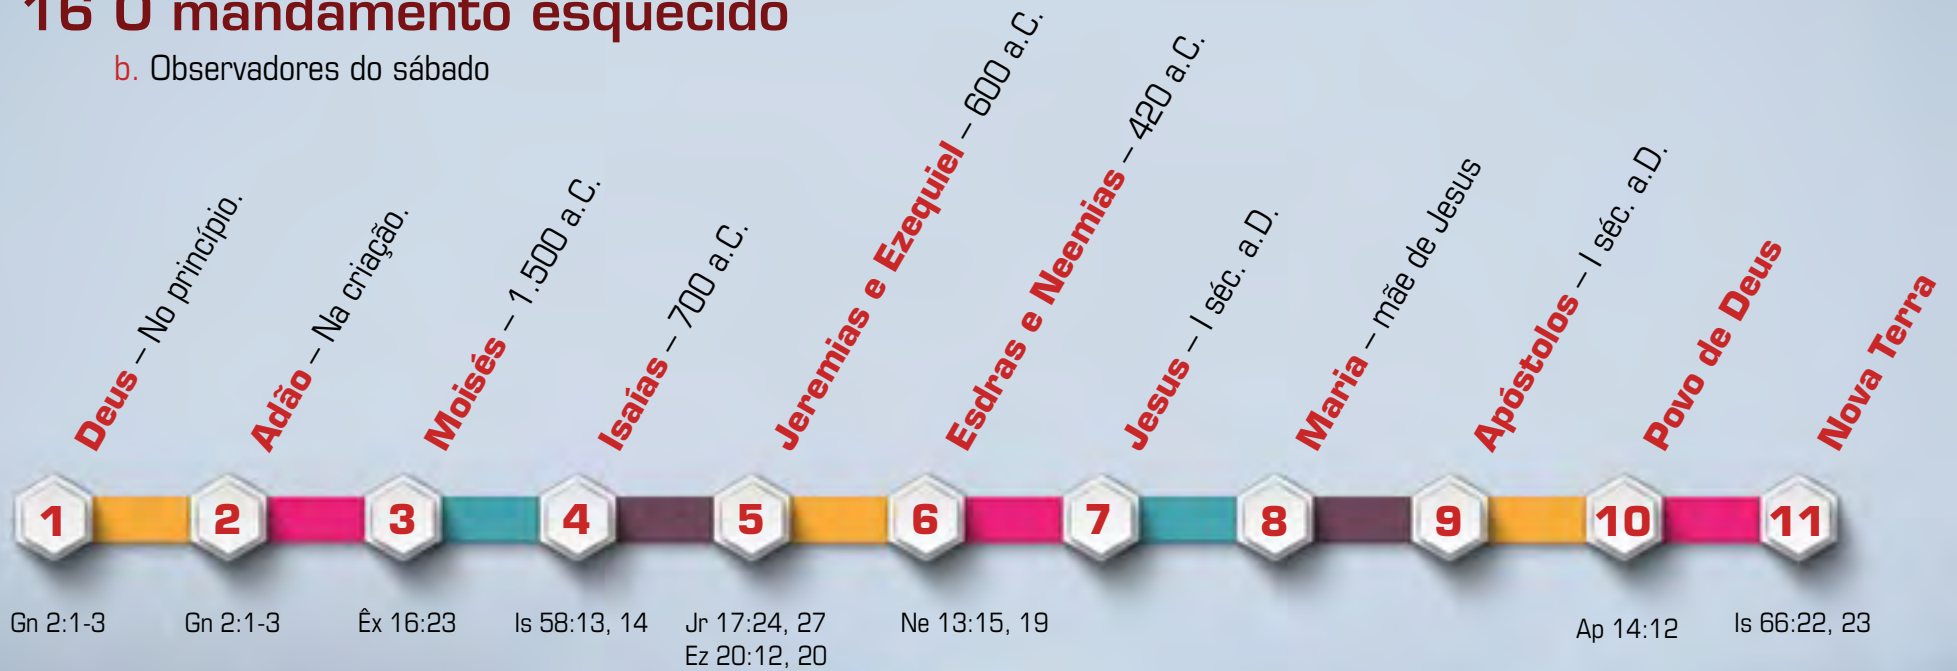 16 O mandamento esquecido
b. Observadores do sábado
Deus – No princípio.
Adão – Na criação.
Moisés – 1.500 a.C.
Isaías – 700 a.C.
Jeremias e Ezequiel – 600 a.C.
Esdras e Neemias – 420 a.C.
Jesus – I séc. a.D.
Maria – mãe de Jesus
Apóstolos – I séc. a.D.
Povo de Deus
Nova Terra
1 2 3 4 5 6 7 8 9 10 11
Gn 2:1-3
Gn 2:1-3
Êx 16:23
Is 58:13, 14
Jr 17:24, 27
Ez 20:12, 20
Ne 13:15, 19
Ap 14:12
Is 66:22, 23